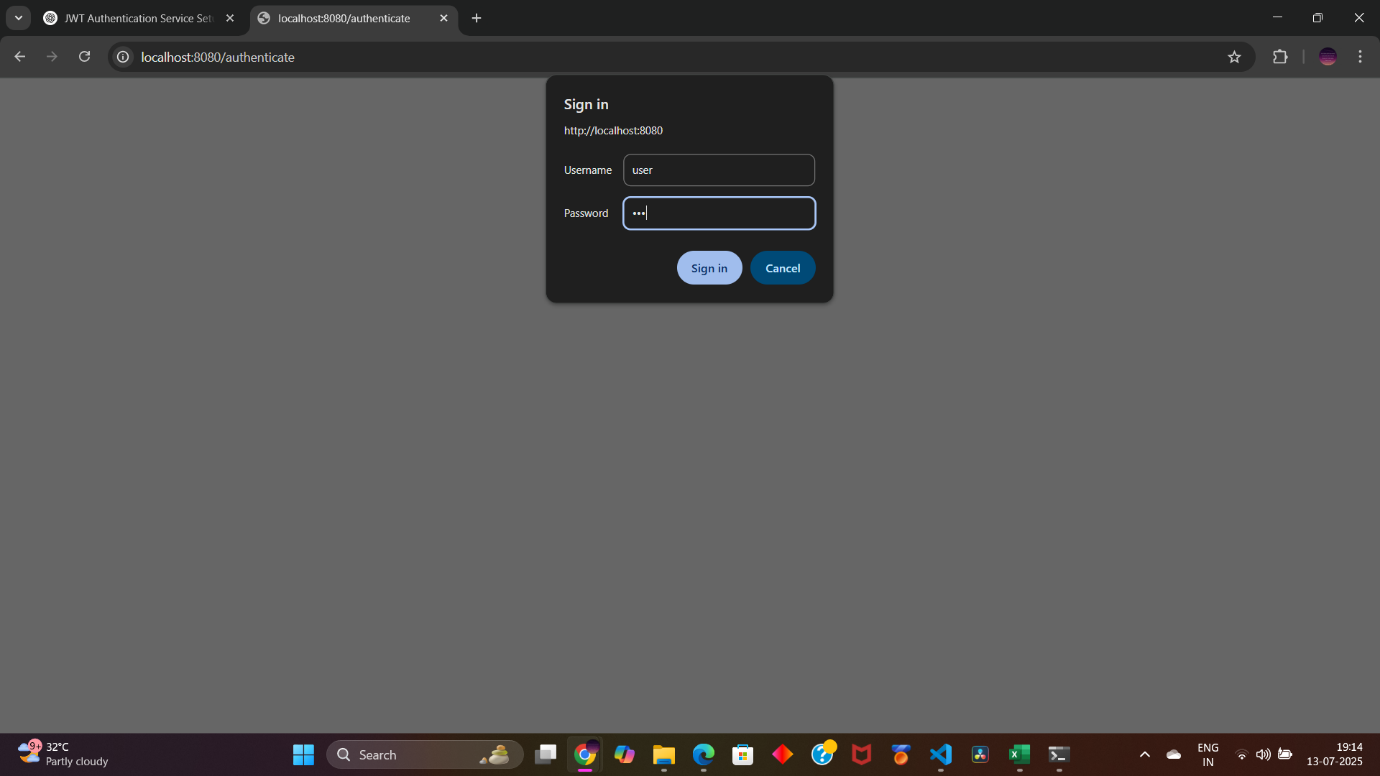 JWT Authentication Service Set
localhost:8080/authenticate
localhost:8080/authenticate
Sign in
http://localhost:8080
Username
user
Password
•••
Sign in
Cancel
9+
32°C
Partly cloudy
Search
ENG
IN
19:14
13-07-2025